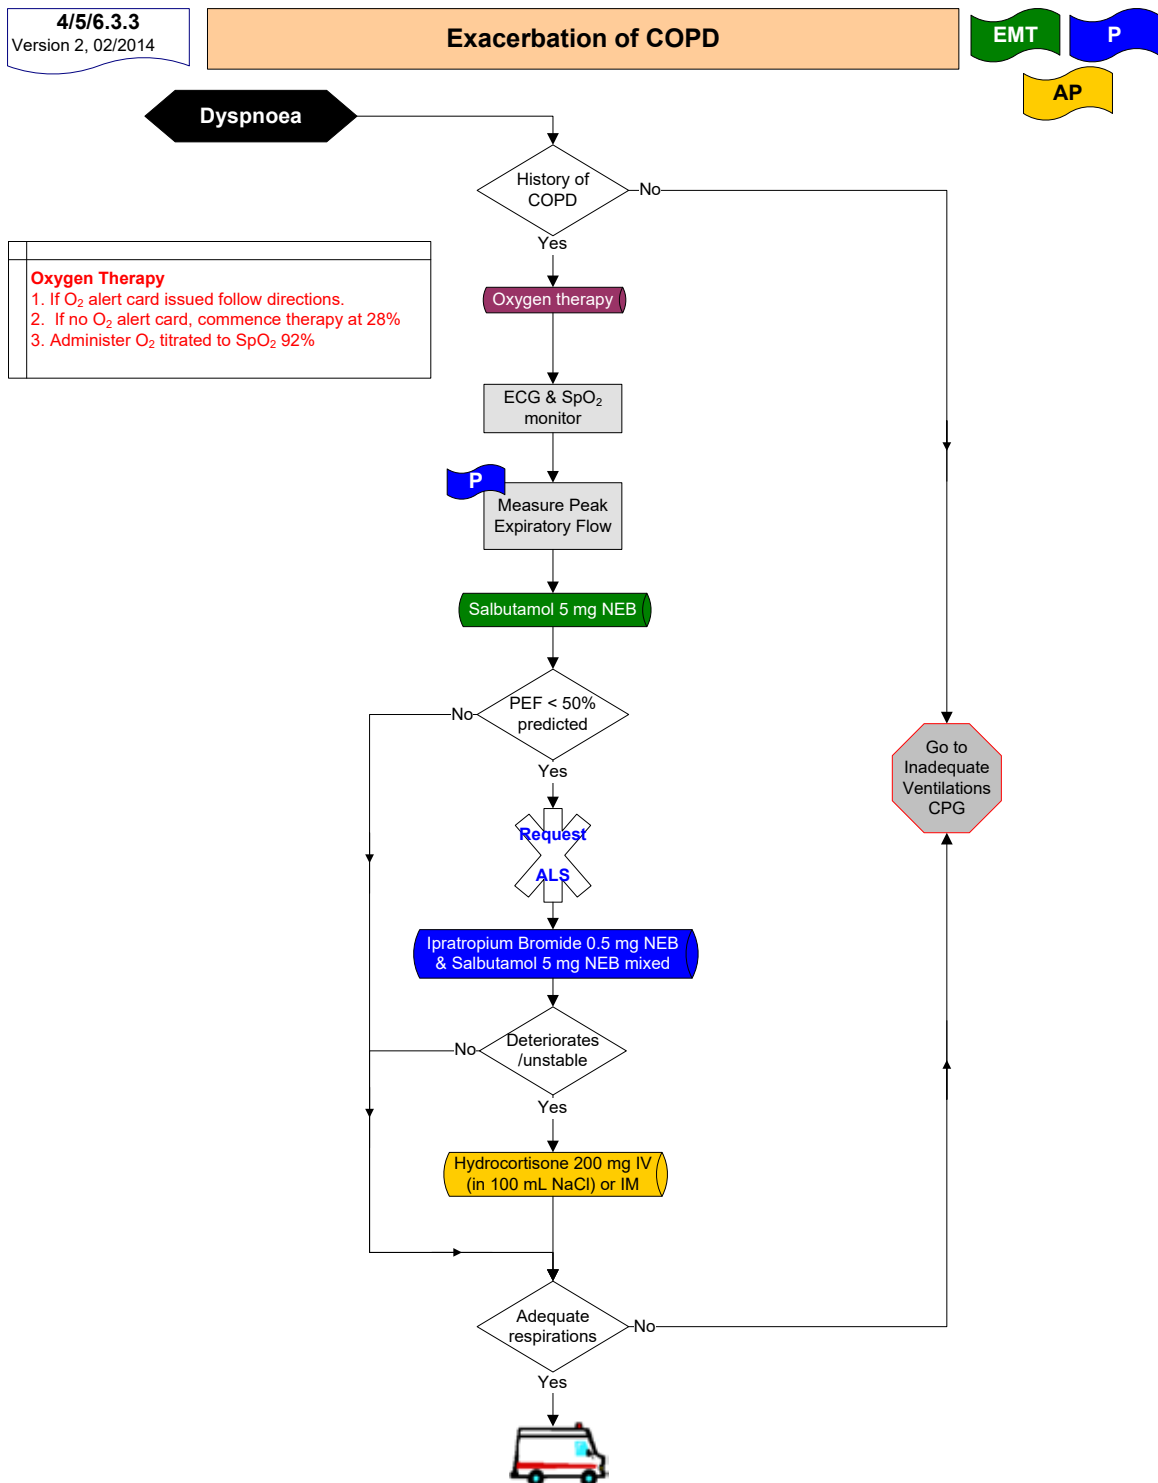 4/5/6.3.3
Version 2, 02/2014
Exacerbation of COPD
EMT
P
AP
Dyspnoea
History of
COPD
No
Yes
Oxygen Therapy
1. If O₂ alert card issued follow directions.
2. If no O₂ alert card, commence therapy at 28%
3. Administer O₂ titrated to SpO₂ 92%
Oxygen therapy
ECG & SpO₂
monitor
P
Measure Peak
Expiratory Flow
Salbutamol 5 mg NEB
PEF < 50%
predicted
No
Yes
Go to
Inadequate
Ventilations
CPG
Request
ALS
Ipratropium Bromide 0.5 mg NEB
& Salbutamol 5 mg NEB mixed
Deteriorates
/unstable
No
Yes
Hydrocortisone 200 mg IV
(in 100 mL NaCl) or IM
Adequate
respirations
No
Yes